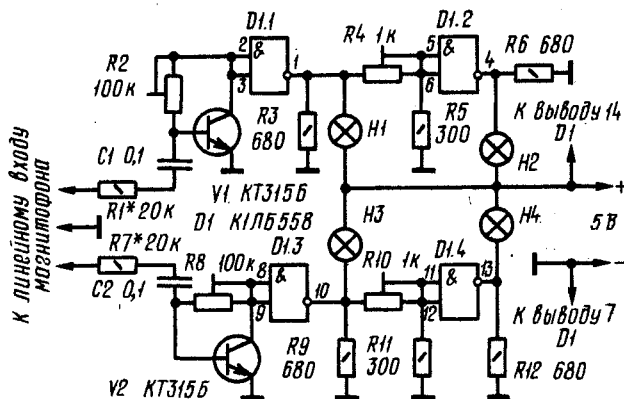 D1.1
D1.2
R2
100к
2
3
&
1
R4 1к
5
6
&
4
R6 680
R3
680
R5
300
К выводу 14
D1
H1
H2
C1 0,1
R1* 20к
V1 КТ315Б
D1 К1ЛБ558
H3
H4
+
5В
−
К линейному входу
магнитофона
R7* 20к
C2 0,1
R8
100к
D1.3
8
9
&
10
R10 1к
D1.4
11
12
&
13
К выводу 7
D1
R9
680
R11
300
R12 680
V2 КТ315Б